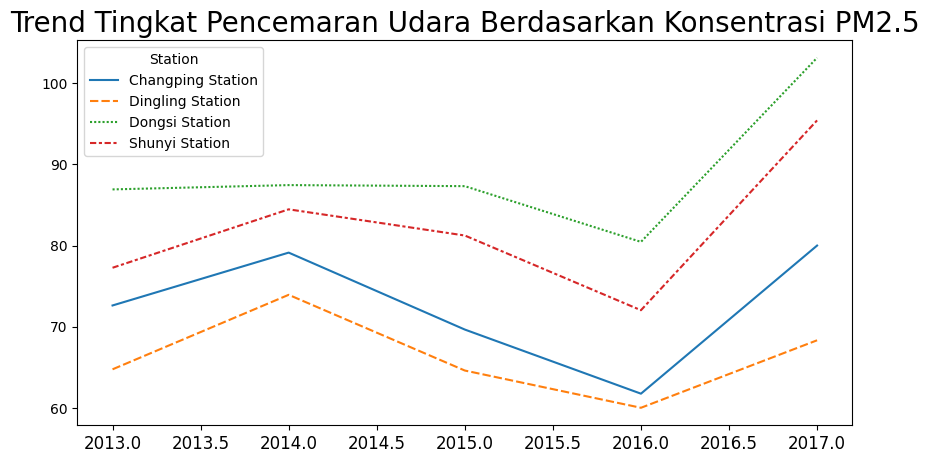 Trend Tingkat Pencemaran Udara Berdasarkan Konsentrasi PM2.5
Station
Changping Station
Dingling Station
Dongsi Station
Shunyi Station
100
90
80
70
60
2013.0 2013.5 2014.0 2014.5 2015.0 2015.5 2016.0 2016.5 2017.0